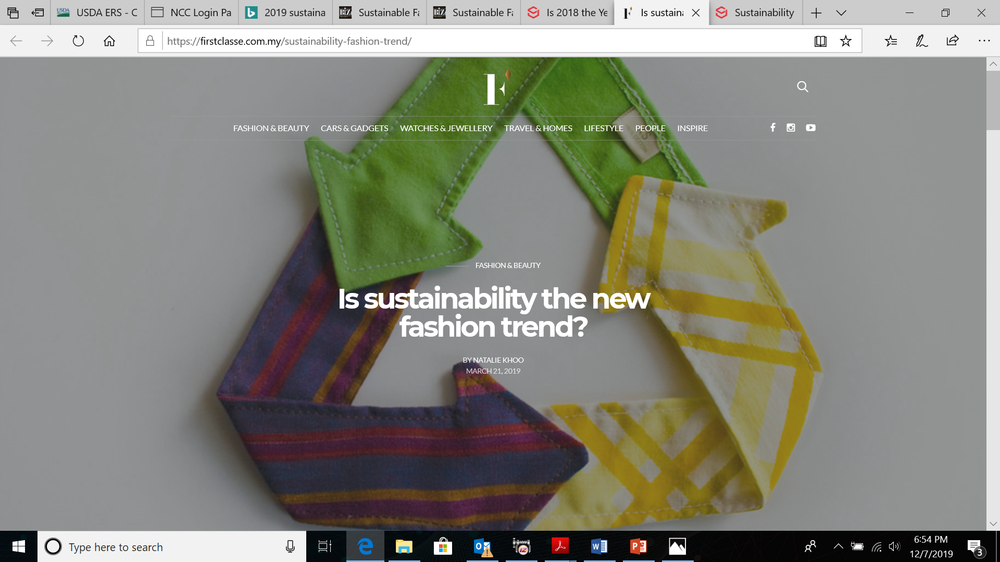 USDA ERS - C
NCC Login Pa
2019 sustaina
Sustainable Fa
Sustainable Fa
Is 2018 the Ye
Is sustaina
Sustainability
https://firstclasse.com.my/sustainability-fashion-trend/
F
FASHION & BEAUTY CARS & GADGETS WATCHES & JEWELLERY TRAVEL & HOMES LIFESTYLE PEOPLE INSPIRE
FASHION & BEAUTY
Is sustainability the new
fashion trend?
BY NATALIE KHOO
MARCH 21, 2019
Type here to search
6:54 PM
12/7/2019
3